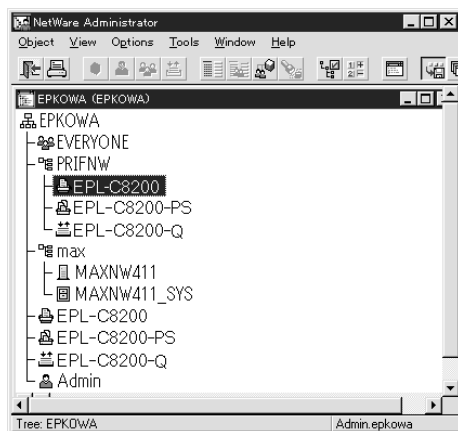 NetWare Administrator
Object View Options Tools Window Help
EPKOWA (EPKOWA)
EPKOWA
EVERYONE
PRIFNW
EPL-C8200
EPL-C8200-PS
EPL-C8200-Q
max
MAXNW411
MAXNW411_SYS
EPL-C8200
EPL-C8200-PS
EPL-C8200-Q
Admin
Tree: EPKOWA Admin.epkowa